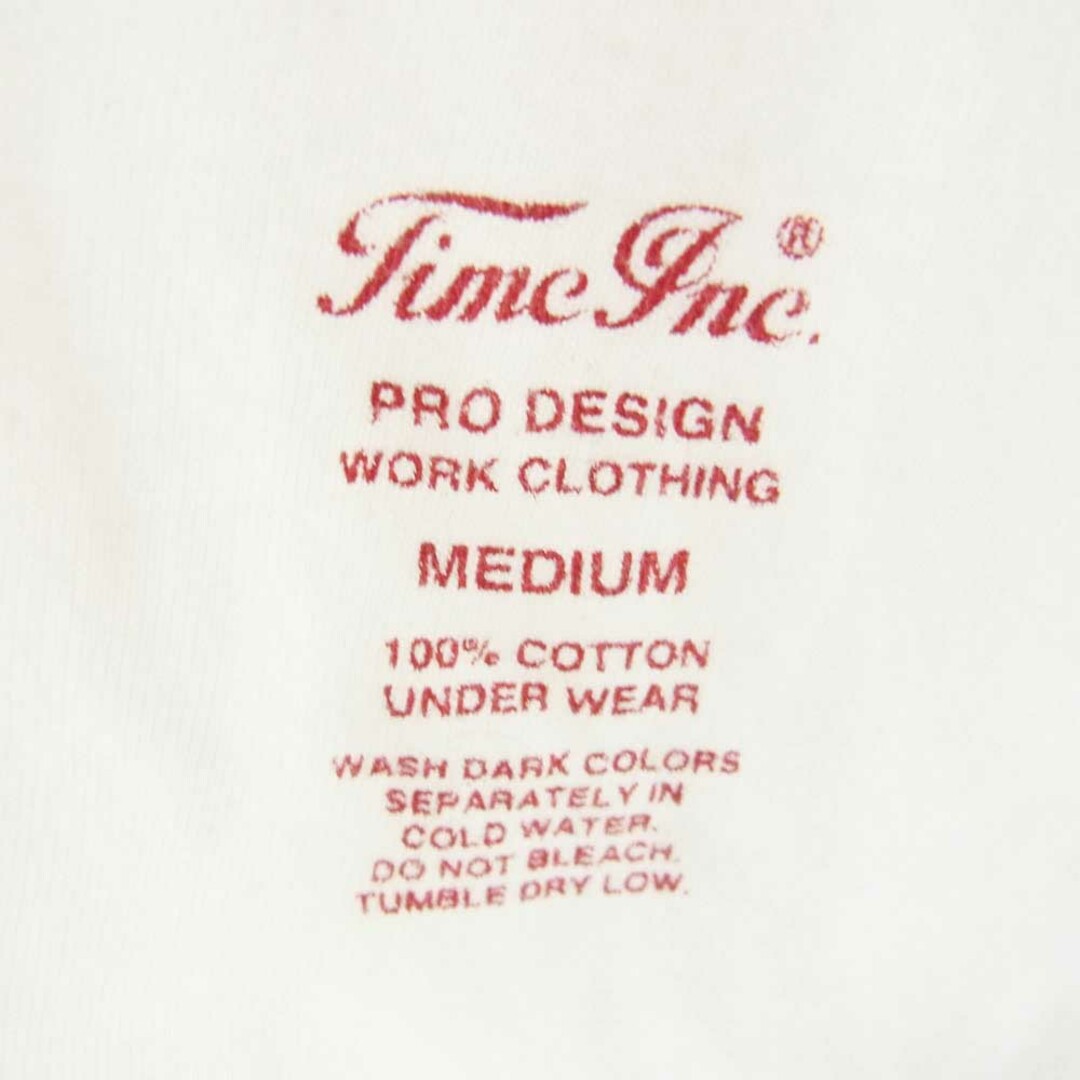 Time Inc.®
PRO DESIGN
WORK CLOTHING
MEDIUM
100% COTTON
UNDER WEAR
WASH DARK COLORS
SEPARATELY IN
COLD WATER.
DO NOT BLEACH.
TUMBLE DRY LOW.